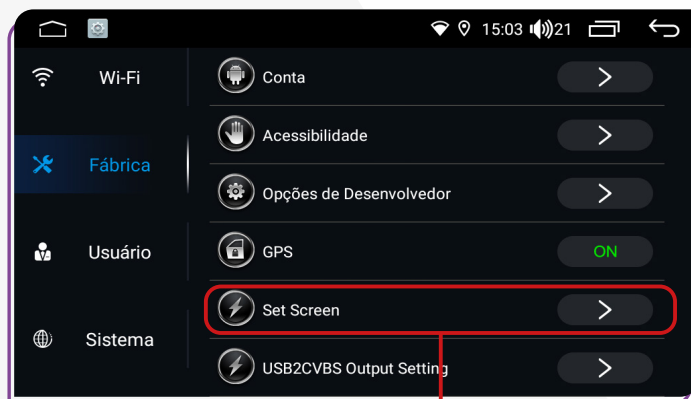 15:03 21
Wi-Fi
Conta
Acessibilidade
Fábrica
Opções de Desenvolvedor
Usuário
GPS ON
Set Screen
Sistema
USB2CVBS Output Setting